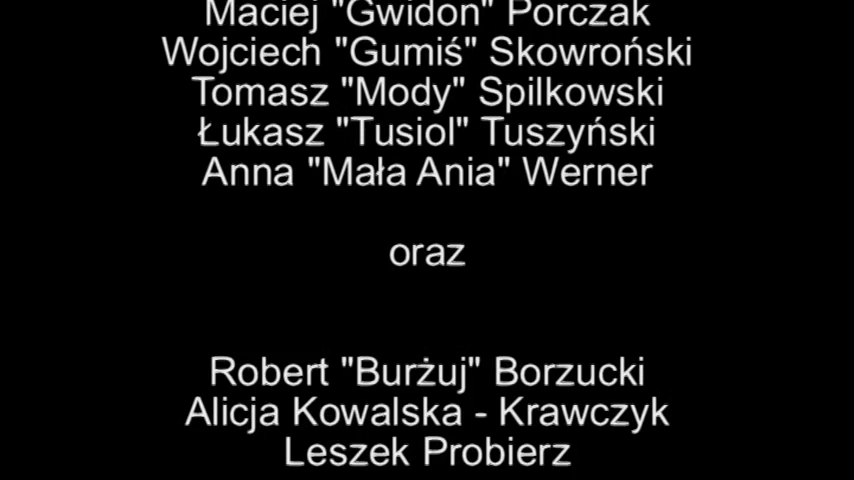 Maciej "Gwidon" Porczak
Wojciech "Gumiś" Skowroński
Tomasz "Mody" Spilkowski
Łukasz "Tusiol" Tuszyński
Anna "Mała Ania" Werner
oraz
Robert "Burżuj" Borzucki
Alicja Kowalska - Krawczyk
Leszek Probierz